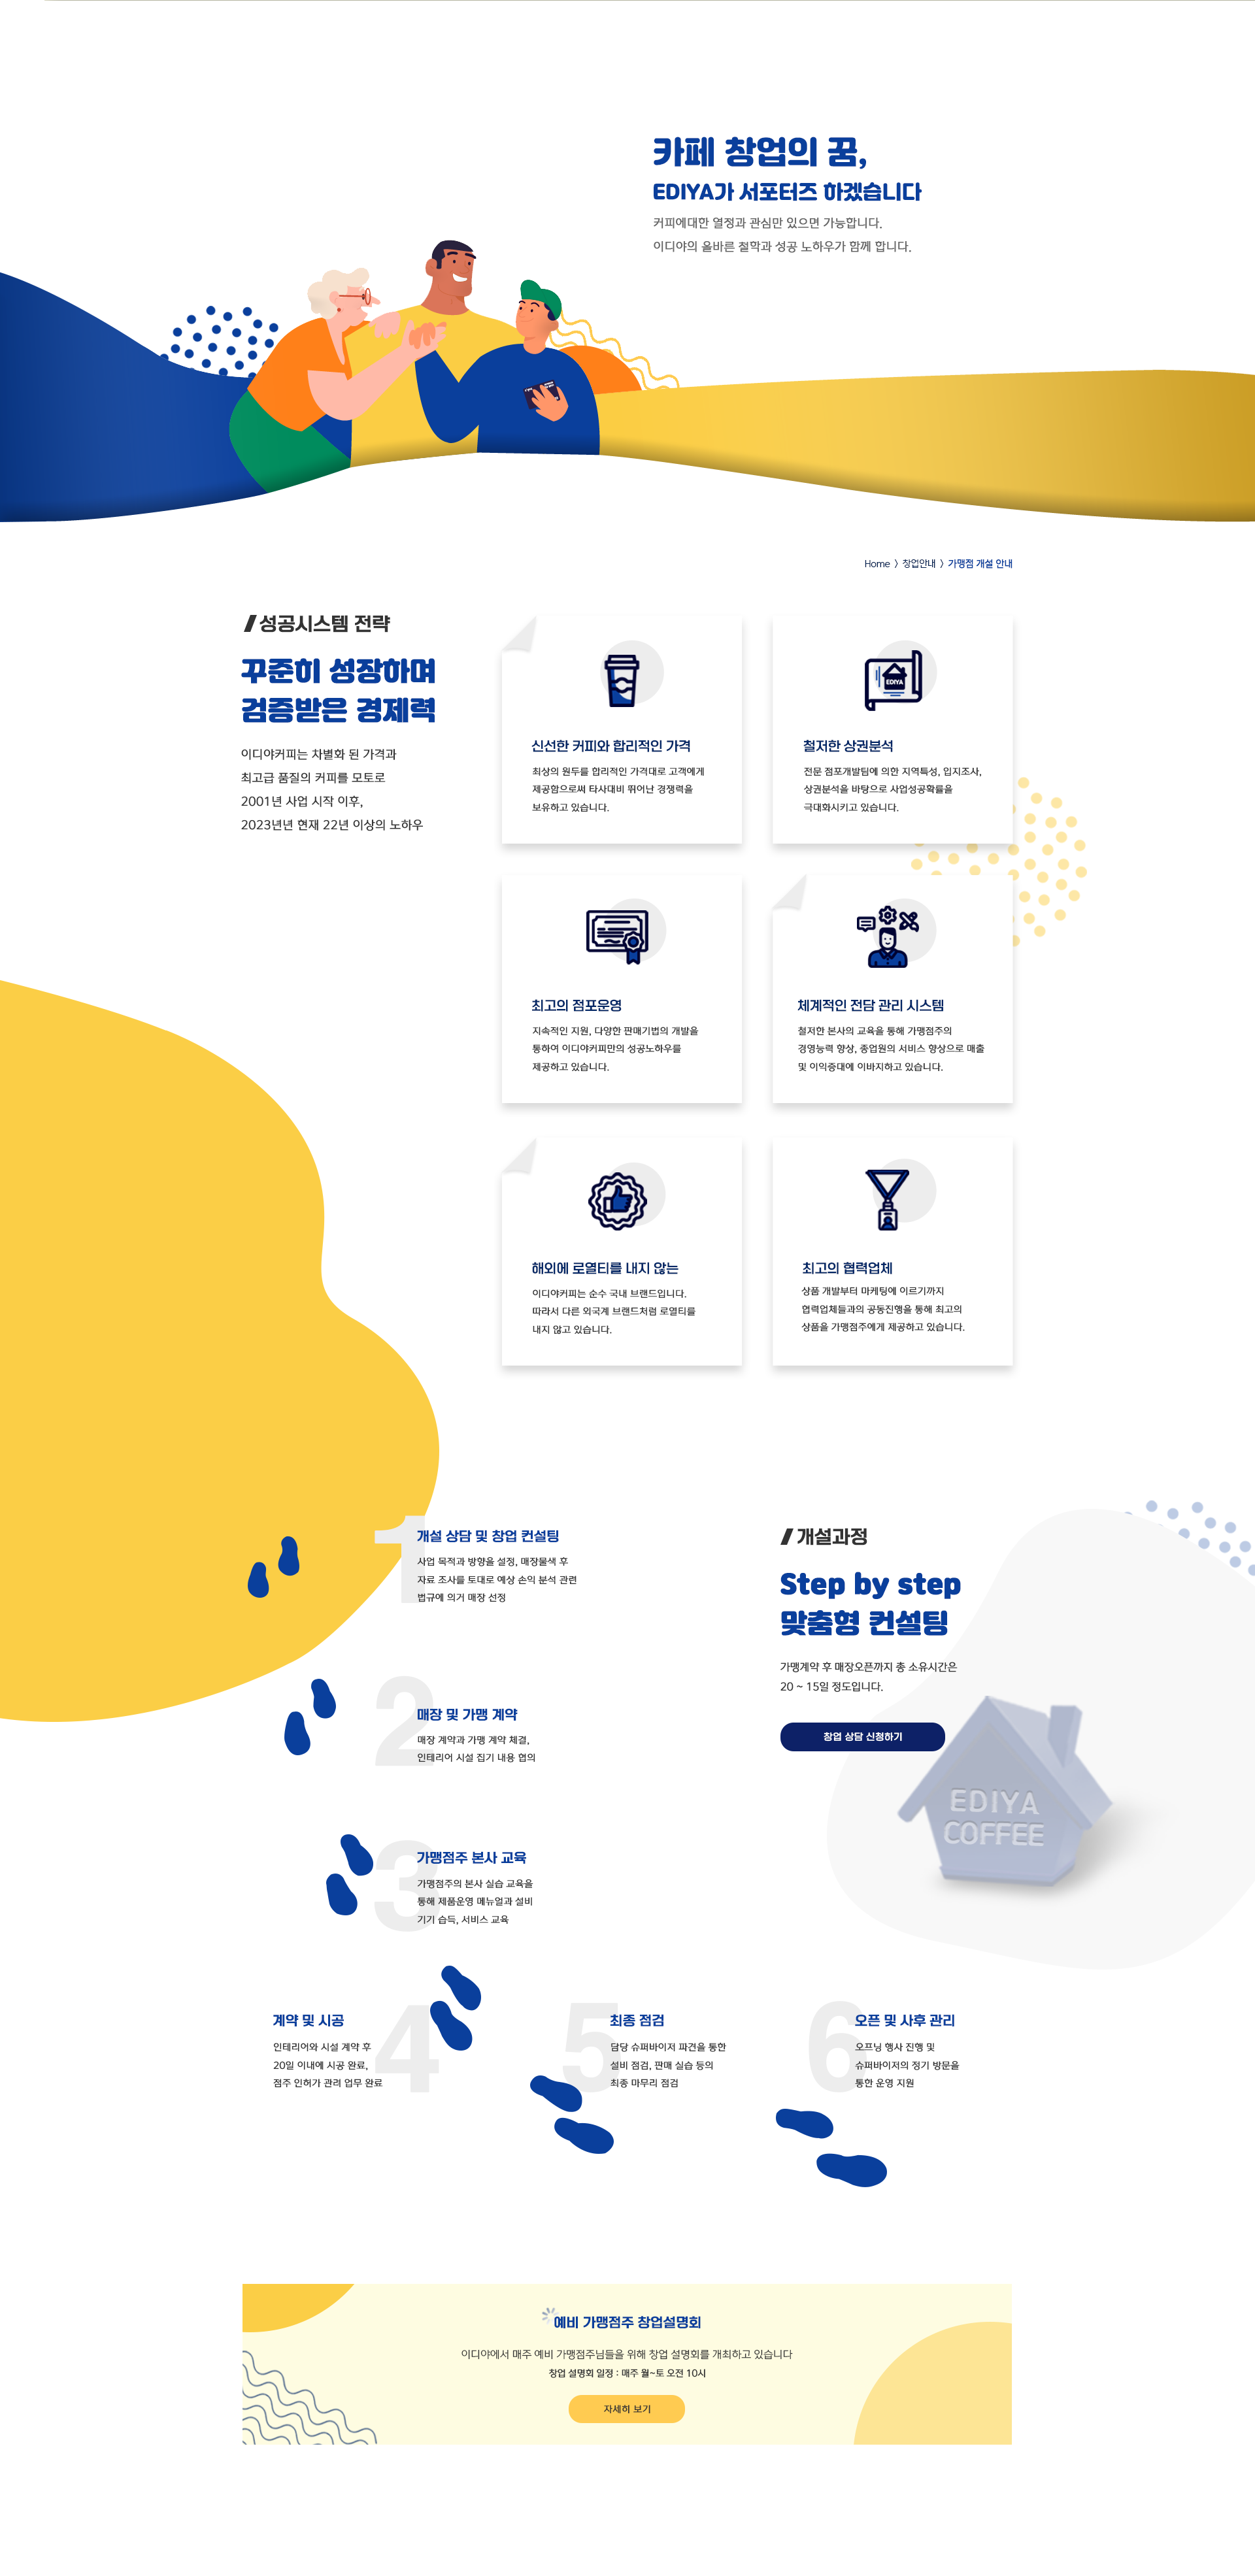 카페 창업의 꿈,
EDIYA가 서포터즈 하겠습니다
커피에대한 열정과 관심만 있으면 가능합니다.
이디야의 올바른 철학과 성공 노하우가 함께 합니다.
Home > 창업안내 > 가맹점 개설 안내
성공시스템 전략
꾸준히 성장하며
검증받은 경제력
이디야커피는 차별화 된 가격과
최고급 품질의 커피를 모토로
2001년 사업 시작 이후,
2023년년 현재 22년 이상의 노하우
신선한 커피와 합리적인 가격
최상의 원두를 합리적인 가격대로 고객에게
제공함으로써 타사대비 뛰어난 경쟁력을
보유하고 있습니다.
EDIYA
철저한 상권분석
전문 점포개발팀에 의한 지역특성, 입지조사,
상권분석을 바탕으로 사업성공확률을
극대화시키고 있습니다.
최고의 점포운영
지속적인 지원, 다양한 판매기법의 개발을
통하여 이디야커피만의 성공노하우를
제공하고 있습니다.
체계적인 전담 관리 시스템
철저한 본사의 교육을 통해 가맹점주의
경영능력 향상, 종업원의 서비스 향상으로 매출
및 이익증대에 이바지하고 있습니다.
해외에 로열티를 내지 않는
이디야커피는 순수 국내 브랜드입니다.
따라서 다른 외국계 브랜드처럼 로열티를
내지 않고 있습니다.
최고의 협력업체
상품 개발부터 마케팅에 이르기까지
협력업체들과의 공동진행을 통해 최고의
상품을 가맹점주에게 제공하고 있습니다.
개설과정
Step by step
맞춤형 컨설팅
가맹계약 후 매장오픈까지 총 소유시간은
20 ~ 15일 정도입니다.
창업 상담 신청하기
EDIYA
COFFEE
1
개설 상담 및 창업 컨설팅
사업 목적과 방향을 설정, 매장물색 후
자료 조사를 토대로 예상 손익 분석 관련
법규에 의거 매장 선정
2
매장 및 가맹 계약
매장 계약과 가맹 계약 체결,
인테리어 시설 집기 내용 협의
3
가맹점주 본사 교육
가맹점주의 본사 실습 교육을
통해 제품운영 메뉴얼과 설비
기기 습득, 서비스 교육
4
계약 및 시공
인테리어와 시설 계약 후
20일 이내에 시공 완료,
점주 인허가 관려 업무 완료
5
최종 점검
담당 슈퍼바이저 파견을 통한
설비 점검, 판매 실습 등의
최종 마무리 점검
6
오픈 및 사후 관리
오프닝 행사 진행 및
슈퍼바이저의 정기 방문을
통한 운영 지원
예비 가맹점주 창업설명회
이디야에서 매주 예비 가맹점주님들을 위해 창업 설명회를 개최하고 있습니다
창업 설명회 일정 : 매주 월~토 오전 10시
자세히 보기